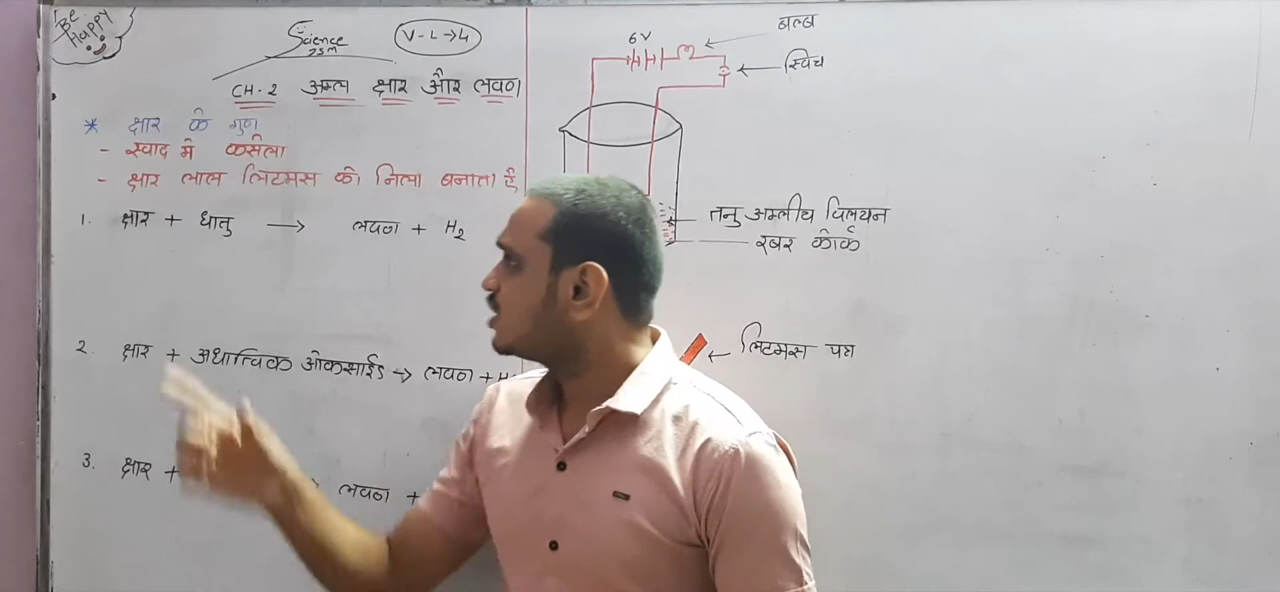 Be
Happy
Science
V-L→4
CH-2 अम्ल क्षार और लवण
* क्षार के गुण
- स्वाद मे कसेला
- क्षार लाल लिटमस को निला बनाता है
1. क्षार + धातु → लवण + H2
2. क्षार + अधात्विक ओकसाईड → लवण + H
3. क्षार + → लवण +
6V
बल्ब
स्विच
तनु अम्लीय विलयन
रबर कोर्क
लिटमस पत्र